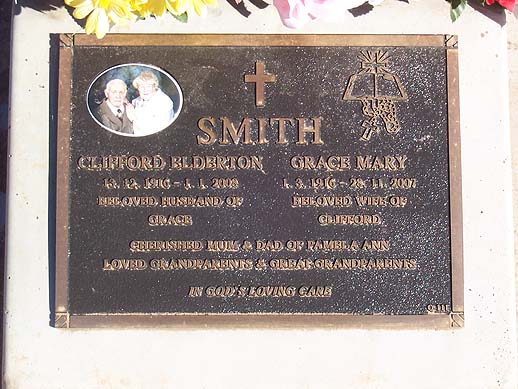 SMITH
CLIFFORD ELDERTON
GRACE MARY
13. 12. 1916 - 1. 1. 2008
1. 3. 1916 - 28. 11. 2007
BELOVED HUSBAND OF
GRACE
BELOVED WIFE OF
CLIFFORD
CHERISHED MUM & DAD OF PAMELA ANN
LOVED GRANDPARENTS & GREAT-GRANDPARENTS
IN GOD'S LOVING CARE